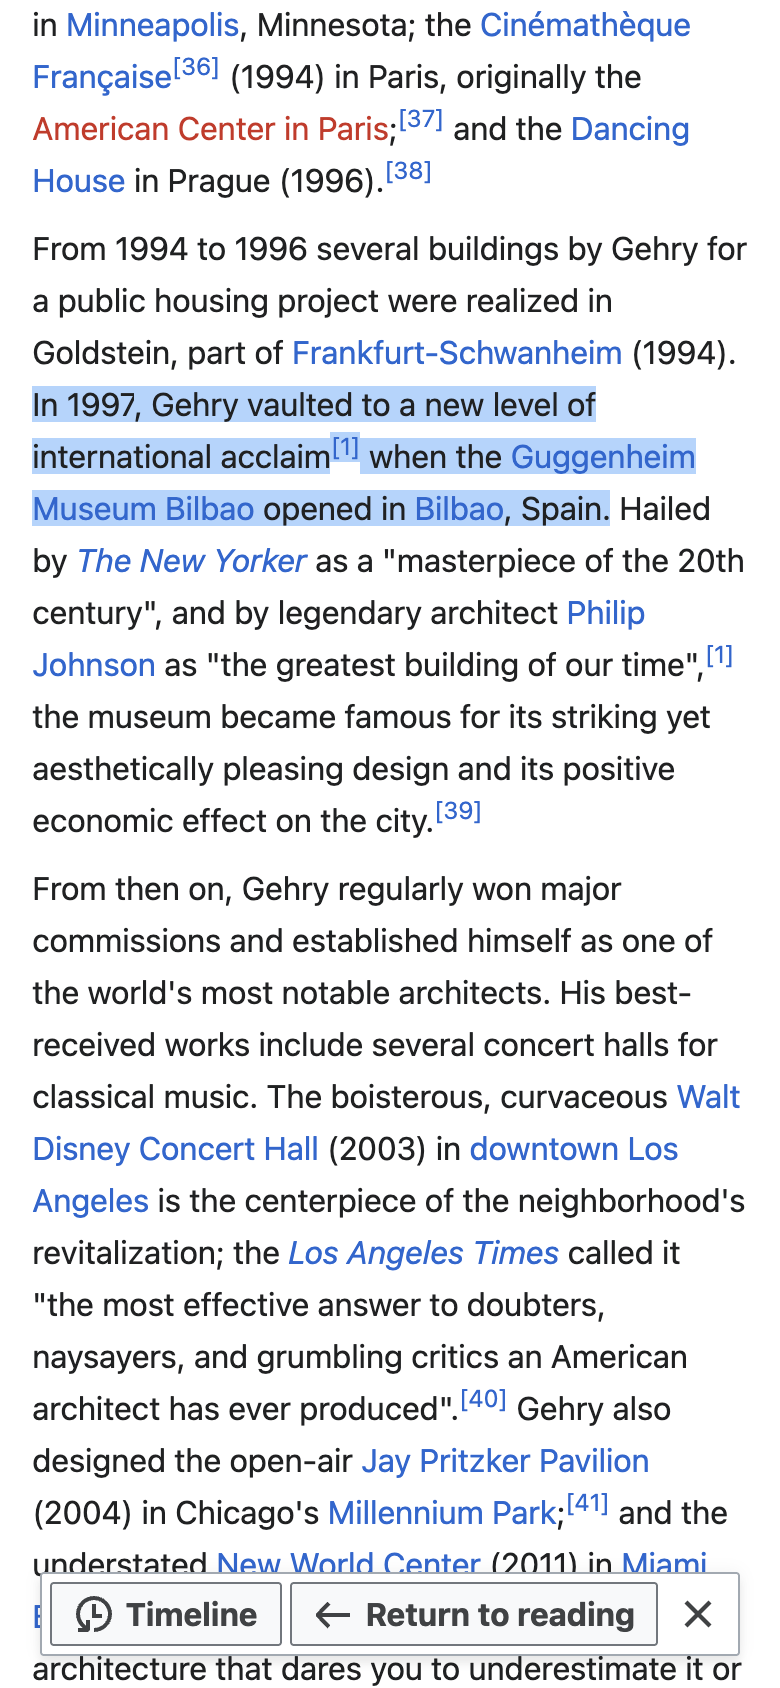 in Minneapolis, Minnesota; the Cinémathèque
Française[36] (1994) in Paris, originally the
American Center in Paris;[37] and the Dancing
House in Prague (1996).[38]
From 1994 to 1996 several buildings by Gehry for
a public housing project were realized in
Goldstein, part of Frankfurt-Schwanheim (1994).
In 1997, Gehry vaulted to a new level of
international acclaim[1] when the Guggenheim
Museum Bilbao opened in Bilbao, Spain. Hailed
by The New Yorker as a "masterpiece of the 20th
century", and by legendary architect Philip
Johnson as "the greatest building of our time",[1]
the museum became famous for its striking yet
aesthetically pleasing design and its positive
economic effect on the city.[39]
From then on, Gehry regularly won major
commissions and established himself as one of
the world's most notable architects. His best-
received works include several concert halls for
classical music. The boisterous, curvaceous Walt
Disney Concert Hall (2003) in downtown Los
Angeles is the centerpiece of the neighborhood's
revitalization; the Los Angeles Times called it
"the most effective answer to doubters,
naysayers, and grumbling critics an American
architect has ever produced".[40] Gehry also
designed the open-air Jay Pritzker Pavilion
(2004) in Chicago's Millennium Park;[41] and the
understated New World Center (2011) in Miami
Timeline
Return to reading
architecture that dares you to underestimate it or